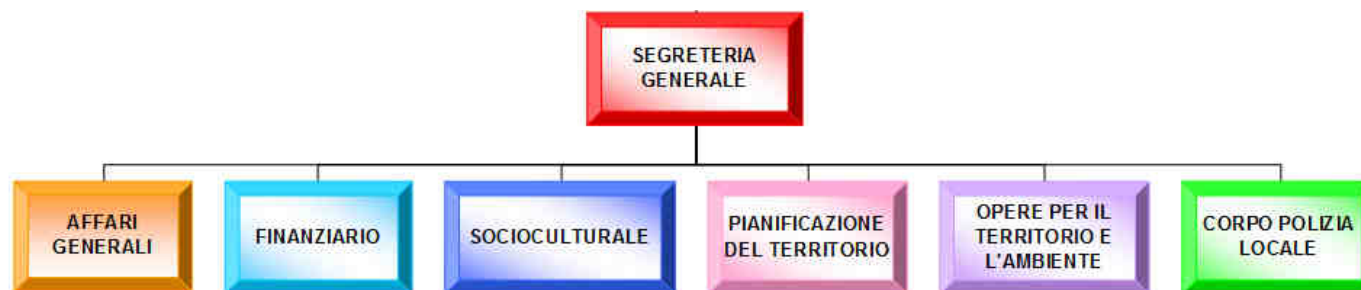 SEGRETERIA
GENERALE
AFFARI
GENERALI
FINANZIARIO
SOCIOCULTURALE
PIANIFICAZIONE
DEL TERRITORIO
OPERE PER IL
TERRITORIO E
L'AMBIENTE
CORPO POLIZIA
LOCALE